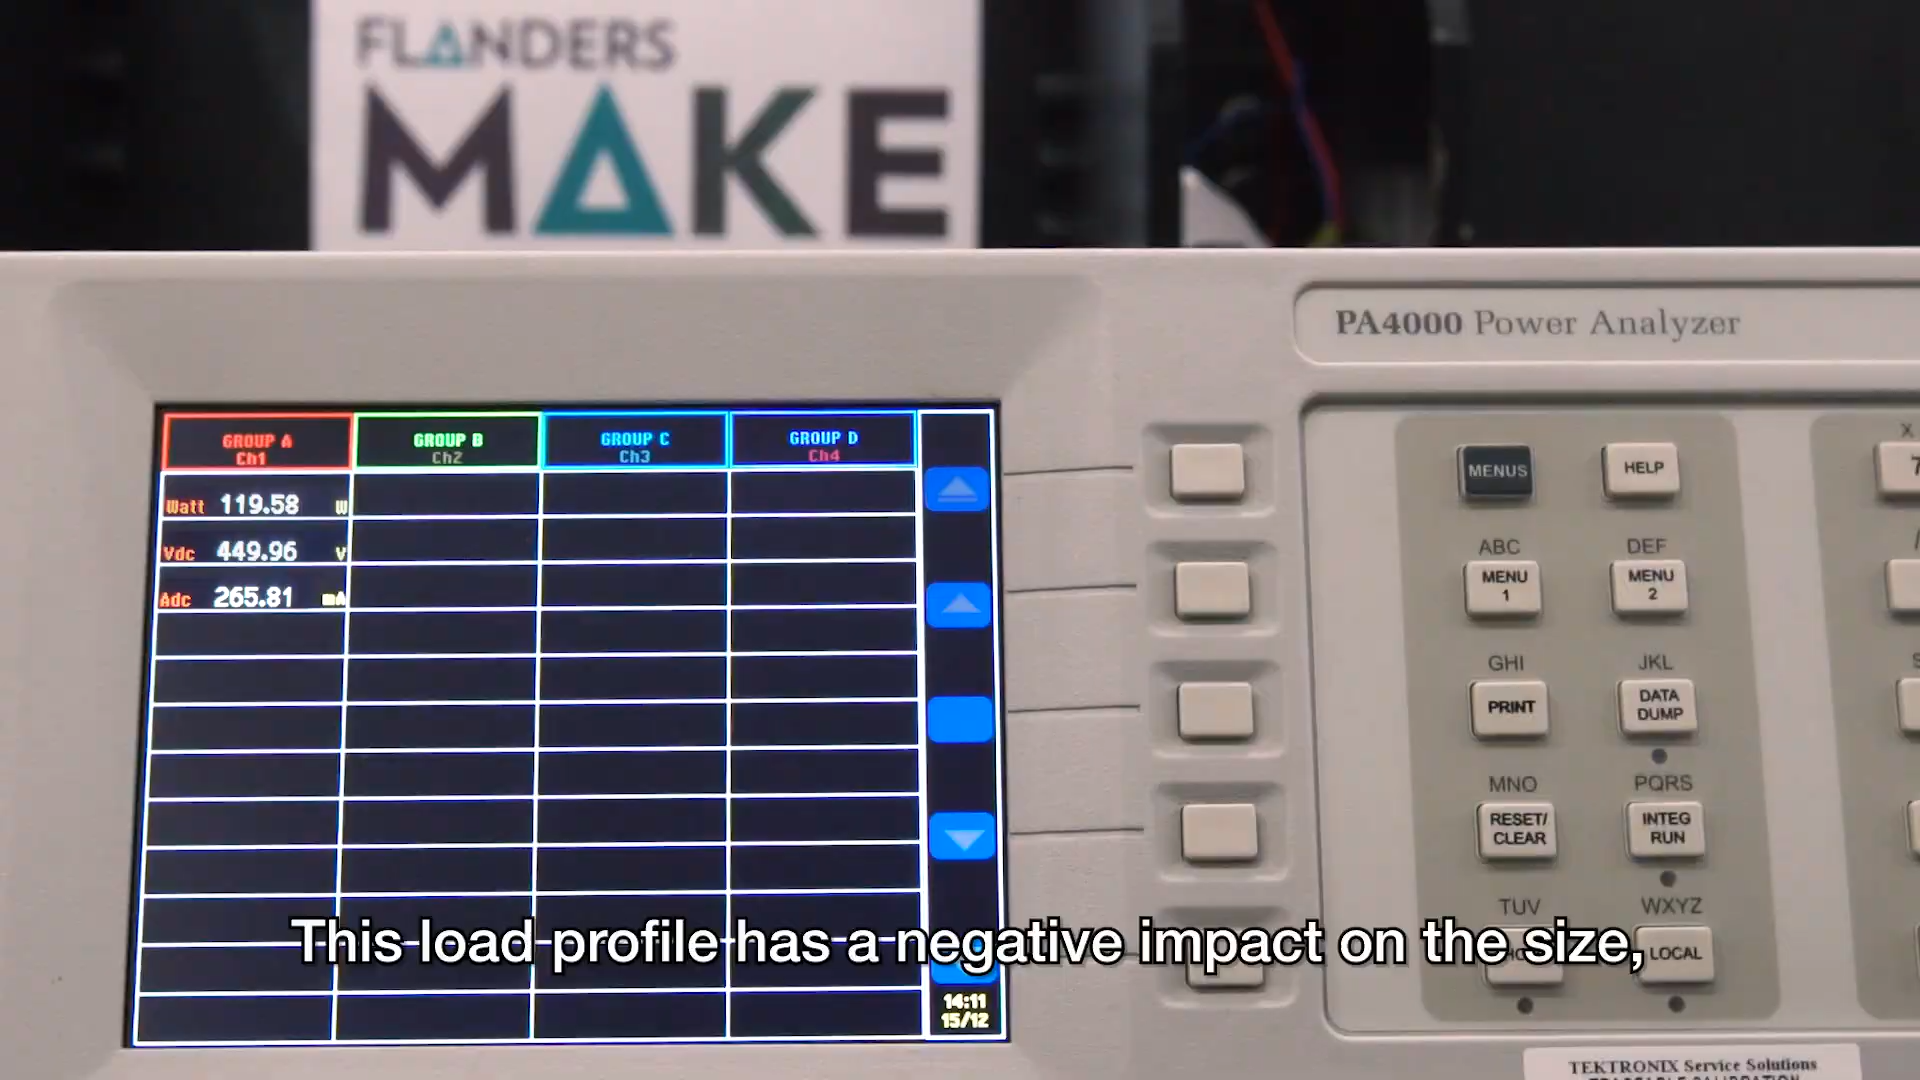 FLANDERS
MAKE
PA4000 Power Analyzer
GROUP A
Ch1
GROUP B
Ch2
GROUP C
Ch3
GROUP D
Ch4
Watt 119.58 W
Vdc 449.96 V
Adc 265.81 mA
14:11
15/12
MENUS
HELP
ABC
MENU
1
DEF
MENU
2
GHI
PRINT
JKL
DATA
DUMP
MNO
RESET/
CLEAR
PQRS
INTEG
RUN
TUV
WXYZ
LOCAL
X
7
This load profile has a negative impact on the size,
TEKTRONIX Service Solutions